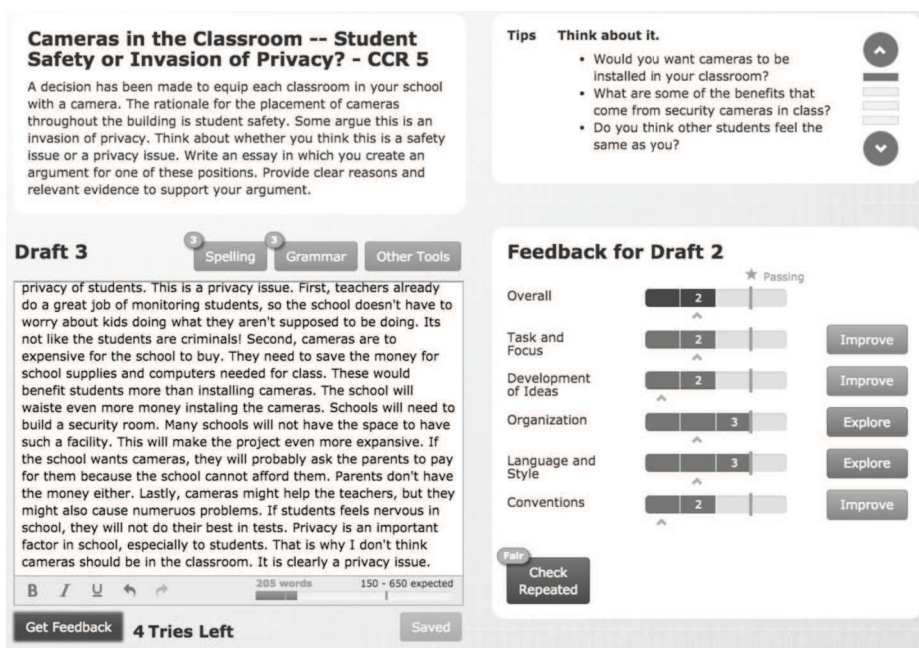 Cameras in the Classroom -- Student
Safety or Invasion of Privacy? - CCR 5
A decision has been made to equip each classroom in your school
with a camera. The rationale for the placement of cameras
throughout the building is student safety. Some argue this is an
invasion of privacy. Think about whether you think this is a safety
issue or a privacy issue. Write an essay in which you create an
argument for one of these positions. Provide clear reasons and
relevant evidence to support your argument.
Tips Think about it.
• Would you want cameras to be
installed in your classroom?
• What are some of the benefits that
come from security cameras in class?
• Do you think other students feel the
same as you?
Draft 3
3 Spelling
3 Grammar
Other Tools
privacy of students. This is a privacy issue. First, teachers already
do a great job of monitoring students, so the school doesn't have to
worry about kids doing what they aren't supposed to be doing. Its
not like the students are criminals! Second, cameras are to
expensive for the school to buy. They need to save the money for
school supplies and computers needed for class. These would
benefit students more than installing cameras. The school will
waiste even more money instaling the cameras. Schools will need to
build a security room. Many schools will not have the space to have
such a facility. This will make the project even more expansive. If
the school wants cameras, they will probably ask the parents to pay
for them because the school cannot afford them. Parents don't have
the money either. Lastly, cameras might help the teachers, but they
might also cause numeruos problems. If students feels nervous in
school, they will not do their best in tests. Privacy is an important
factor in school, especially to students. That is why I don't think
cameras should be in the classroom. It is clearly a privacy issue.
B I U 205 words 150 - 650 expected
Get Feedback 4 Tries Left Saved
Feedback for Draft 2
Passing
Overall 2
Task and
Focus 2 Improve
Development
of Ideas 2 Improve
Organization 3 Explore
Language and
Style 3 Explore
Conventions 2 Improve
Fair
Check
Repeated